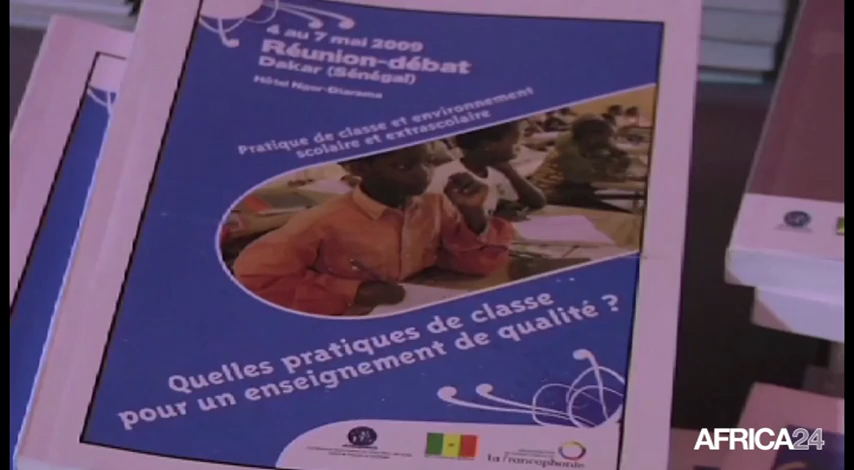 4 au 7 mai 2009
Réunion-débat
Dakar (Sénégal)
Hôtel Ngor-Diarama
Pratique de classe et environnement
scolaire et extrascolaire
Quelles pratiques de classe
pour un enseignement de qualité ?
la Francophonie
AFRICA24